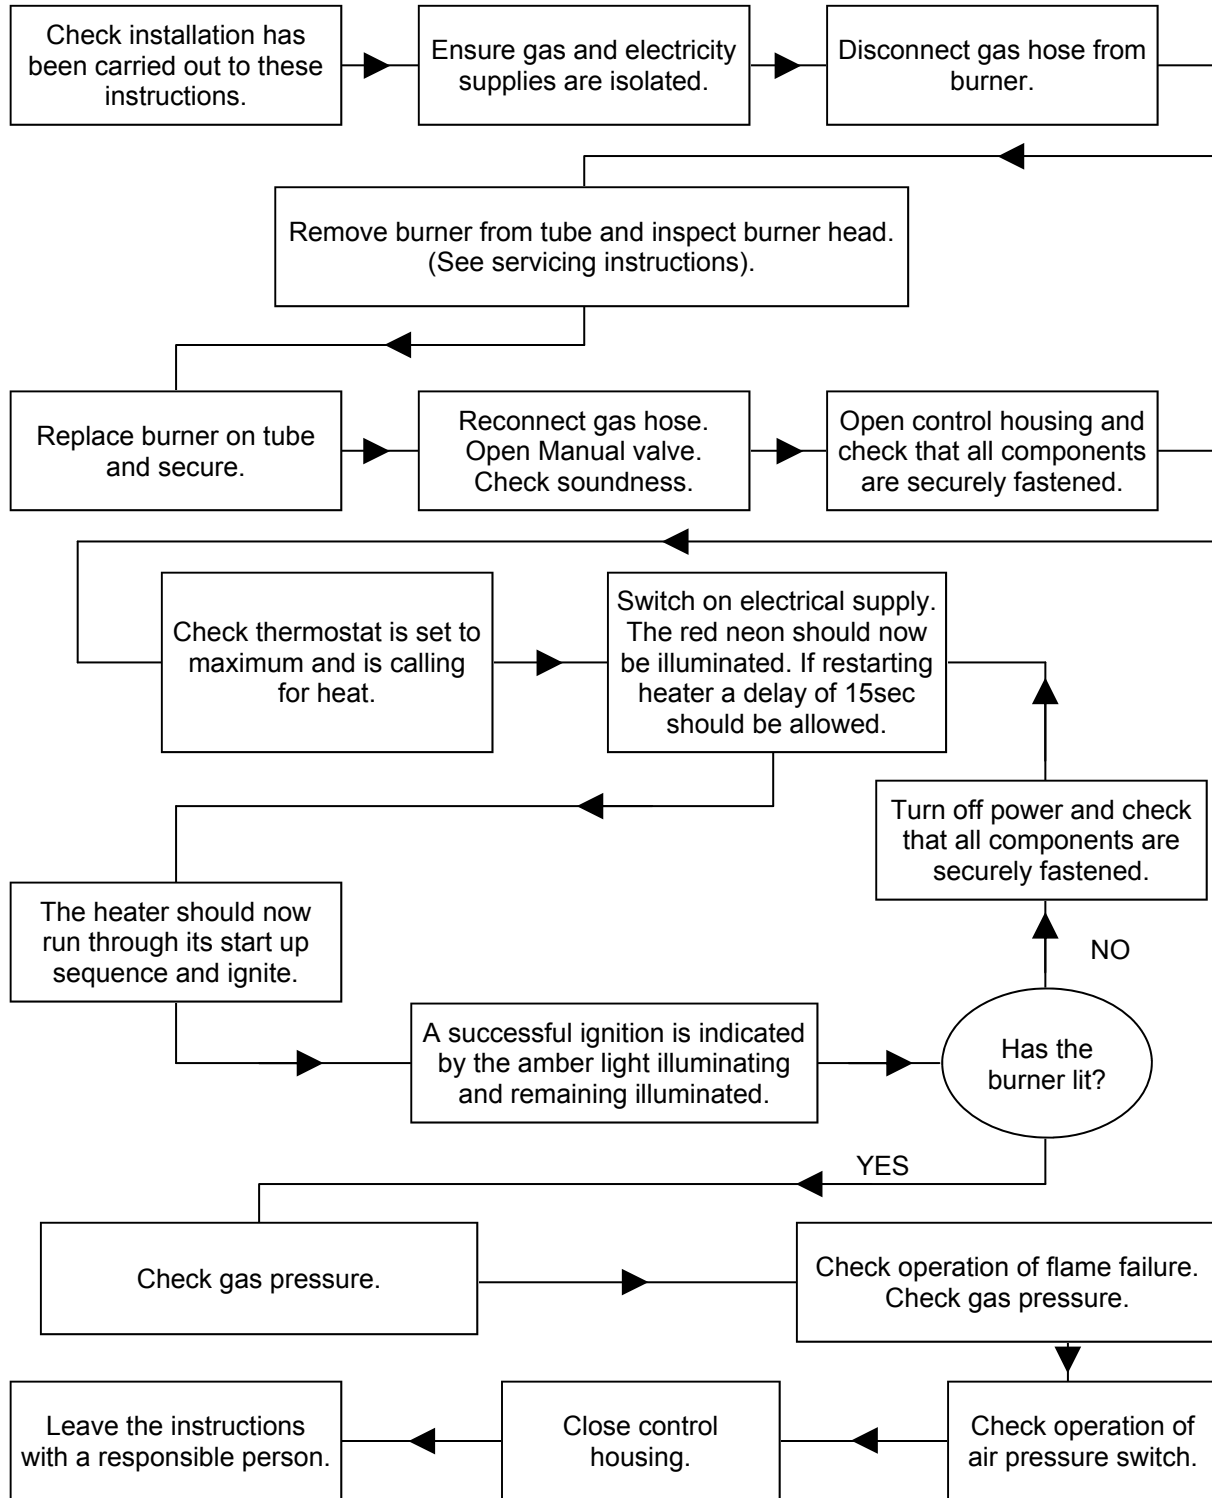 Check installation has
been carried out to these
instructions.
Ensure gas and electricity
supplies are isolated.
Disconnect gas hose from
burner.
Remove burner from tube and inspect burner head.
(See servicing instructions).
Replace burner on tube
and secure.
Reconnect gas hose.
Open Manual valve.
Check soundness.
Open control housing and
check that all components
are securely fastened.
Check thermostat is set to
maximum and is calling
for heat.
Switch on electrical supply.
The red neon should now
be illuminated. If restarting
heater a delay of 15sec
should be allowed.
Turn off power and check
that all components are
securely fastened.
The heater should now
run through its start up
sequence and ignite.
NO
A successful ignition is indicated
by the amber light illuminating
and remaining illuminated.
Has the
burner lit?
YES
Check gas pressure.
Check operation of flame failure.
Check gas pressure.
Leave the instructions
with a responsible person.
Close control
housing.
Check operation of
air pressure switch.